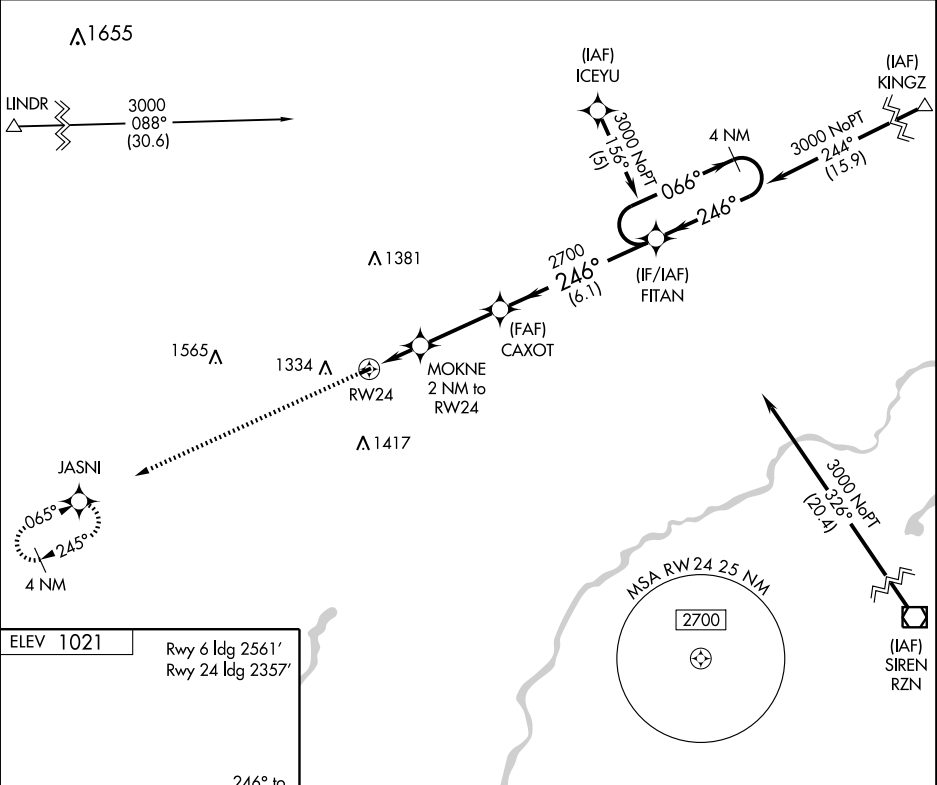 1655
(IAF)
ICEYU
(IAF)
KINGZ
LINDR
3000
088°
(30.6)
3000 NoPT
156°
(5)
4 NM
3000 NoPT
244°
(15.9)
066°
246°
1381
2700
246°
(6.1)
(IF/IAF)
FITAN
(FAF)
CAXOT
1565
1334
RW24
MOKNE
2 NM to
RW24
1417
JASNI
065°
245°
4 NM
3000 NoPT
326°
(20.4)
MSA RW24 25 NM
2700
(IAF)
SIREN
RZN
ELEV 1021
Rwy 6 ldg 2561'
Rwy 24 ldg 2357'
246° to